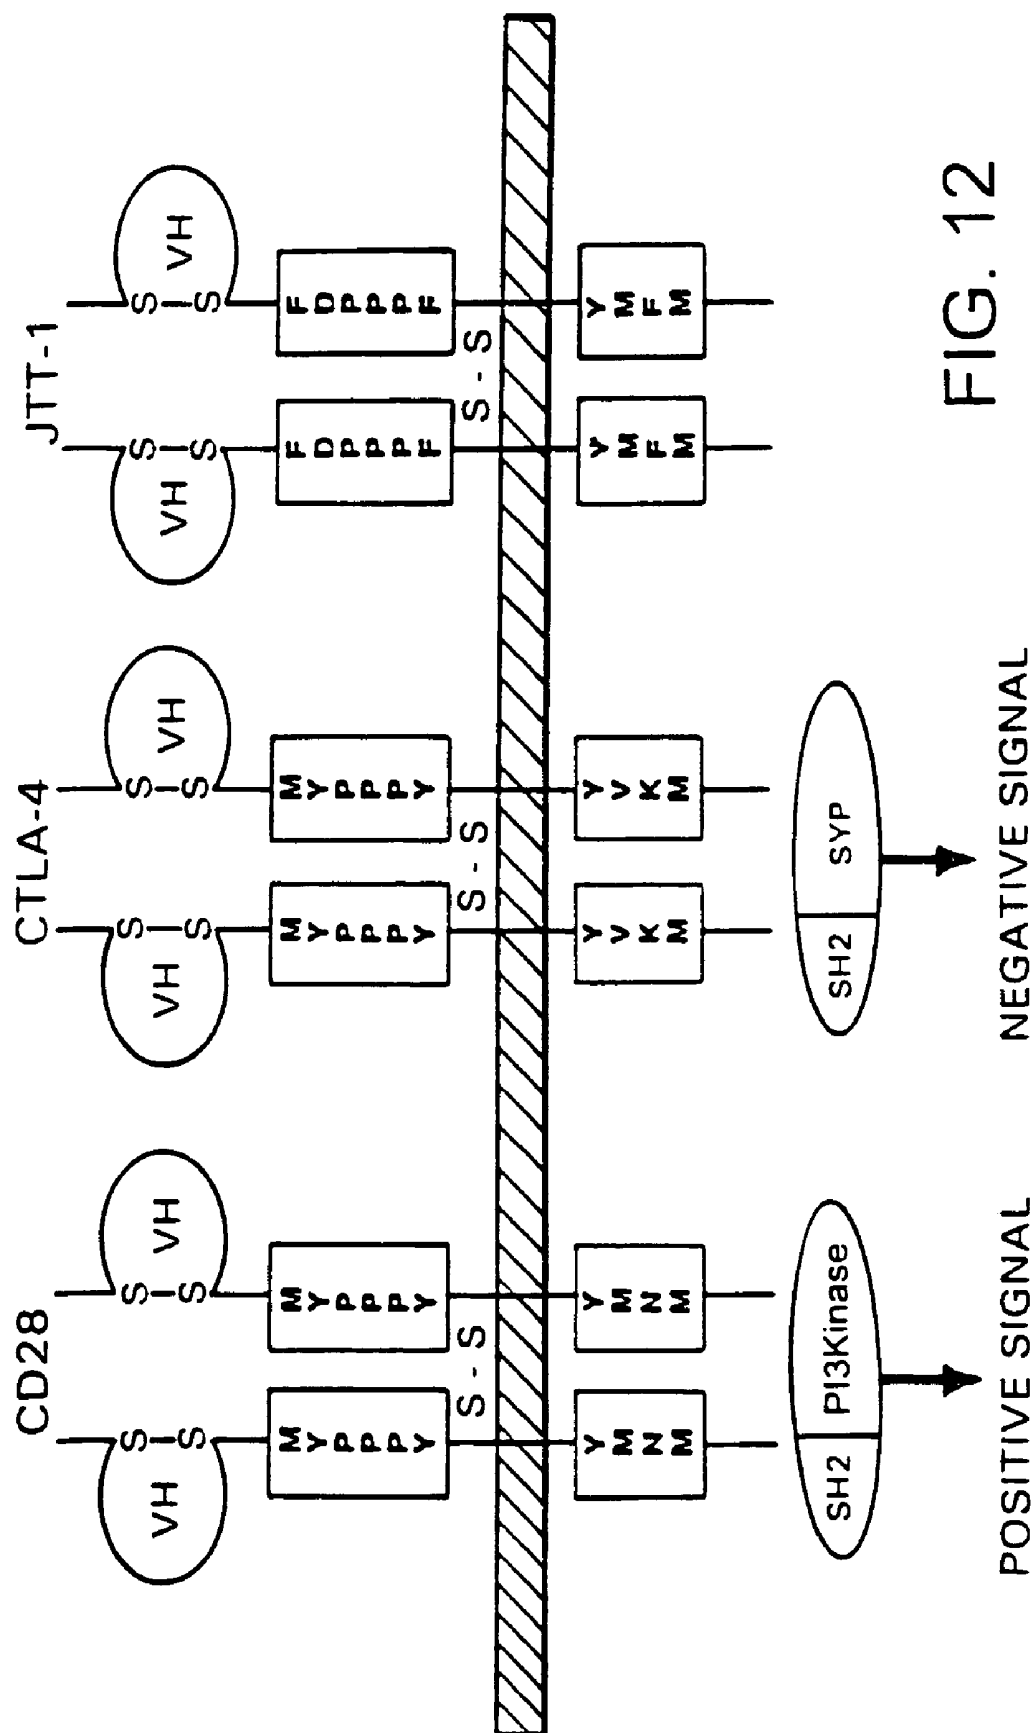 CD28
VH S-S S-S VH
MYPPPY MYPPPY
S - S
YMNM YMNM
SH2 PI3Kinase
POSITIVE SIGNAL
CTLA-4
VH S-S S-S VH
MYPPPY MYPPPY
S - S
YVKM YVKM
SH2 SYP
NEGATIVE SIGNAL
JTT-1
VH S-S S-S VH
FDPPPF FDPPPF
S - S
YMFM YMFM
FIG. 12